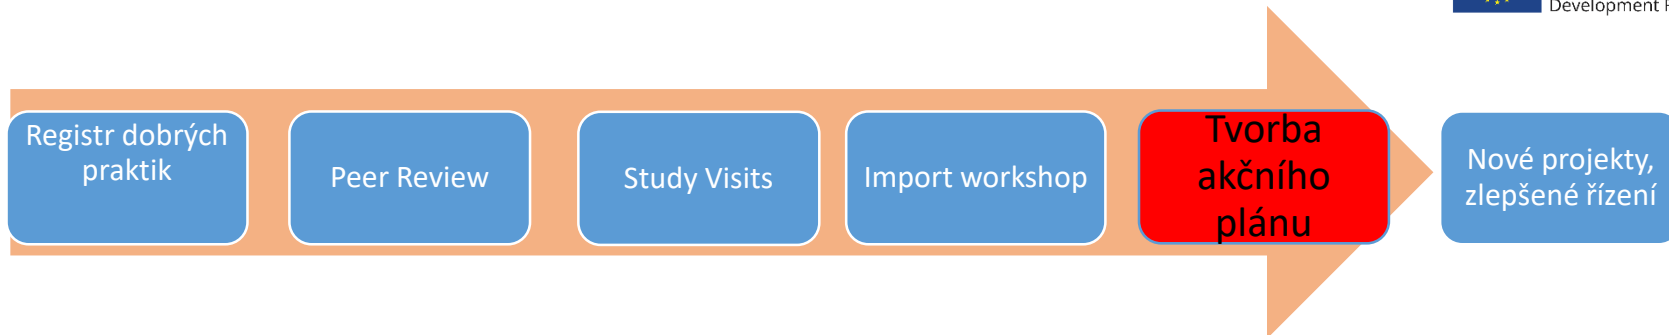 Development F
Registr dobrých
praktik
Peer Review
Study Visits
Import workshop
Tvorba
akčního
plánu
Nové projekty,
zlepšené řízení